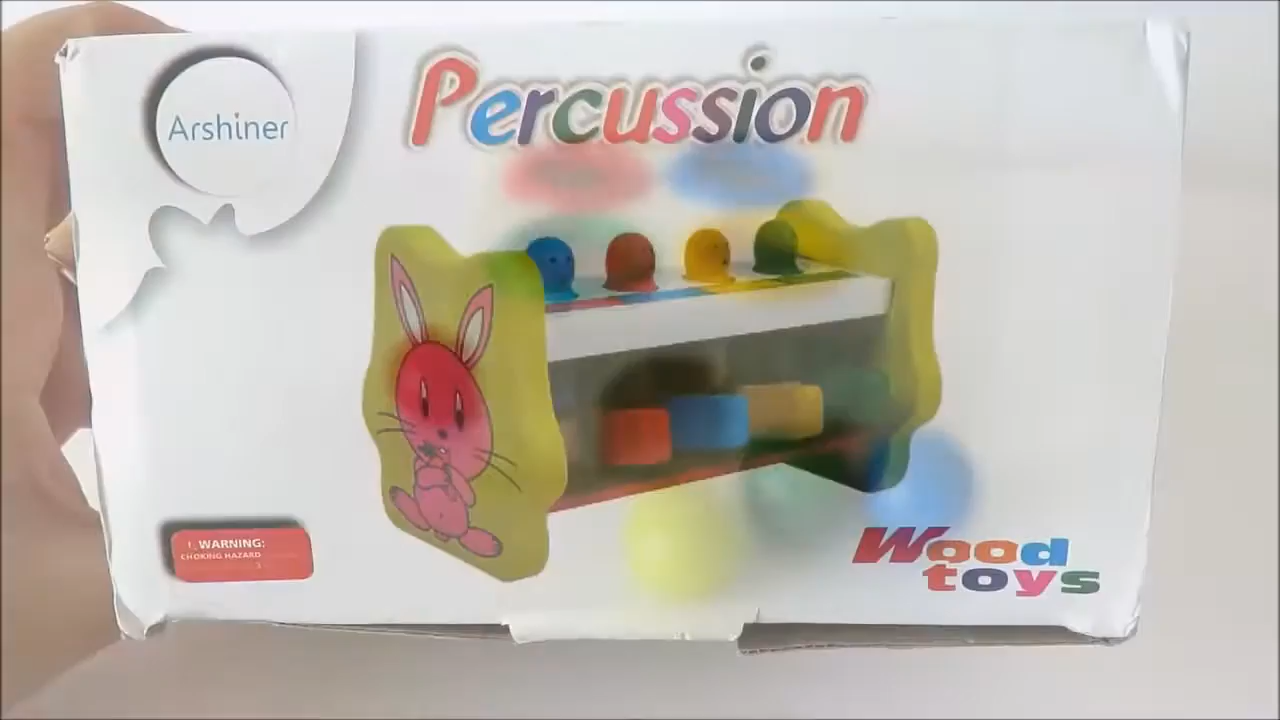 Arshiner
Percussion
WARNING:
CHOKING HAZARD
Wood
toys